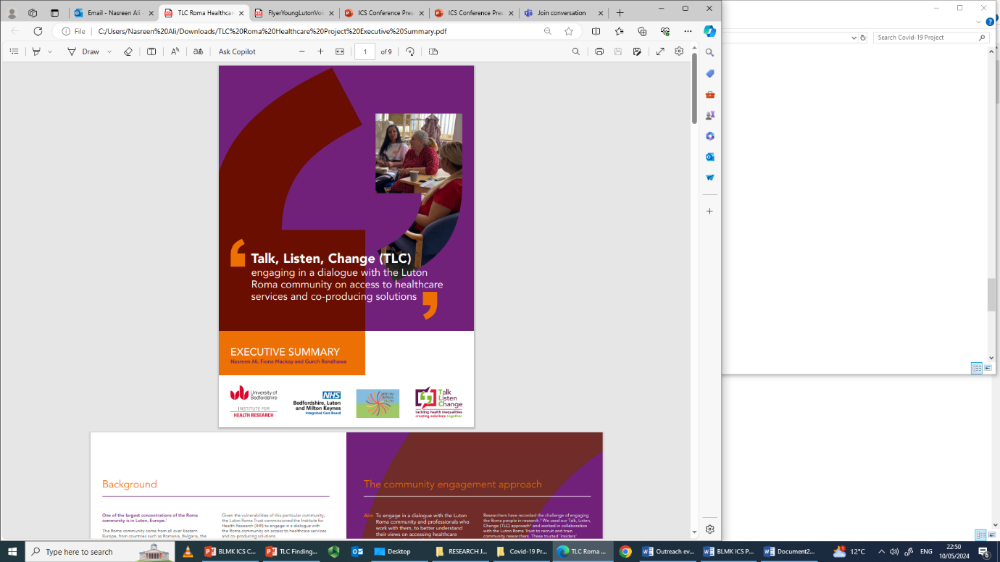 Email - Nasreen Ali -
TLC Roma Healthcar
FlyerYoungLutonVoi
ICS Conference Pres
ICS Conference Pres
Join conversation
File
C:/Users/Nasreen%20Ali/Downloads/TLC%20Roma%20Healthcare%20Project%20Executive%20Summary.pdf
Search Covid-19 Project
Draw
Ask Copilot
1
of 9
Talk, Listen, Change (TLC)
engaging in a dialogue with the Luton
Roma community on access to healthcare
services and co-producing solutions
EXECUTIVE SUMMARY
Nasreen Ali, Fiona Mackay and Gurch Randhawa
University of
Bedfordshire
INSTITUTE FOR
HEALTH RESEARCH
NHS
Bedfordshire, Luton
and Milton Keynes
Integrated Care Board
LUTON
ROMA
TRUST
Talk
Listen
Change
tackling health inequalities
creating solutions together
Background
One of the largest concentrations of the Roma
community is in Luton, Europe.1
The Roma community come from all over Eastern
Europe, from countries such as Romania, Bulgaria, the
Given the vulnerabilities of this particular community,
the Luton Roma Trust commissioned the Institute for
Health Research (IHR) to engage in a dialogue with
the Roma community on access to healthcare services
and co-producing solutions.
The community engagement approach
Aim To engage in a dialogue with the Luton
Roma community and professionals who
work with them, to better understand
their views on accessing healthcare
Researchers have recorded the challenge of engaging
the Roma people in research.3 We used our Talk, Listen,
Change (TLC) approach4 and worked in collaboration
with the Luton Roma Trust to recruit and train
community researchers. These trusted 'insiders'
Type here to search
BLMK ICS C...
TLC Finding...
Desktop
RESEARCH J...
Covid-19 Pr...
TLC Roma ...
Outreach ev...
BLMK ICS P...
Document2...
12°C
ENG
22:50
10/05/2024
6